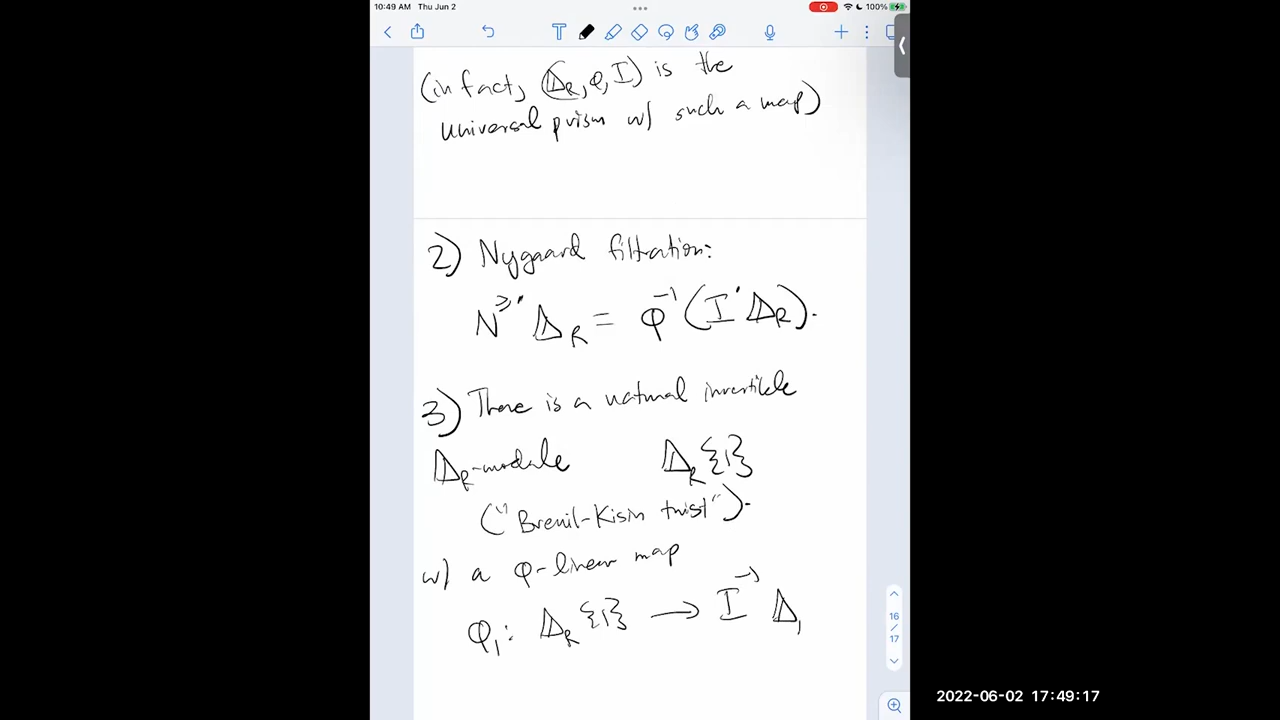 10:49 AM Thu Jun 2
100%
(in fact, (𝚫_R, φ, I) is the
universal prism w/ such a map)
2) Nygaard filtration:
N^{≥•} 𝚫_R = φ^{-1}(I^• 𝚫_R).
3) There is a natural invertible
𝚫_R-module 𝚫_R{1}
("Breuil-Kisin twist").
w/ a φ-linear map
φ_1: 𝚫_R{1} → I^{-1} 𝚫
16
/
17
2022-06-02 17:49:17